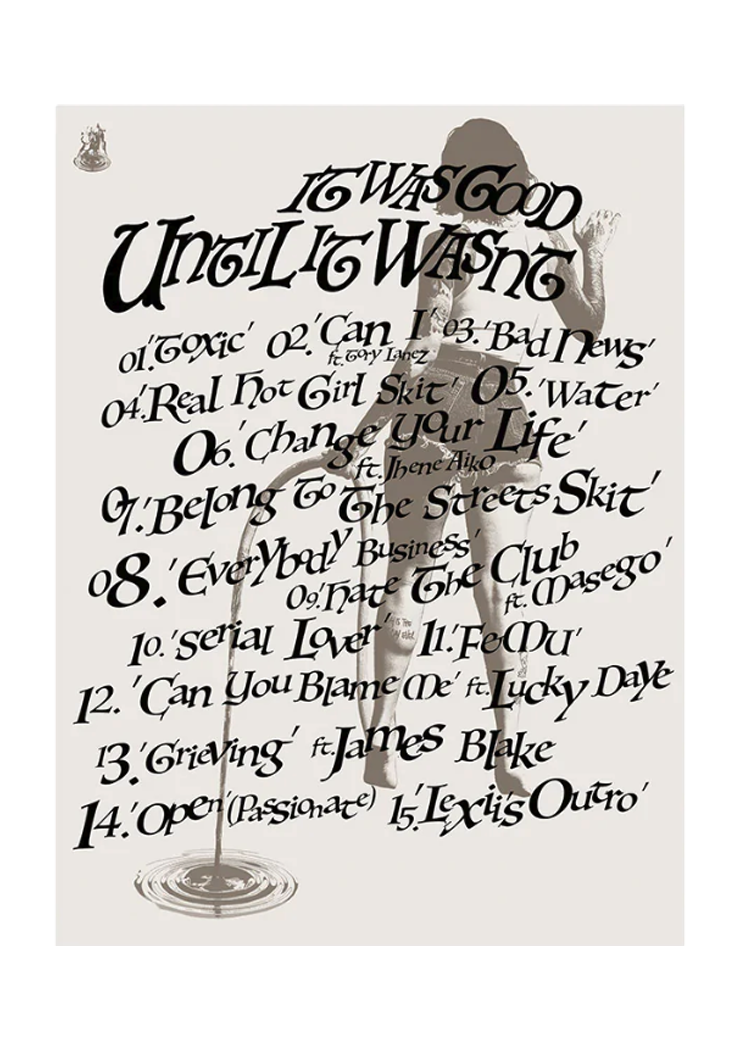 IT WAS GOOD
UNTIL IT WASNT
01.'Toxic' 02.'Can I' 03.'Bad News'
ft. Tory Lanez
04.'Real Hot Girl Skit' 05.'Water'
06.'Change Your Life'
ft. Jhene Aiko
07.'Belong To The Streets Skit'
08.'Everybody Business'
09.'Hate The Club
ft. Masego'
10.'Serial Lover' 11.'F&MU'
12. 'Can You Blame Me' ft. Lucky Daye
13.'Grieving' ft. James Blake
14.'Open'(Passionate) 15.'Lexii's Outro'